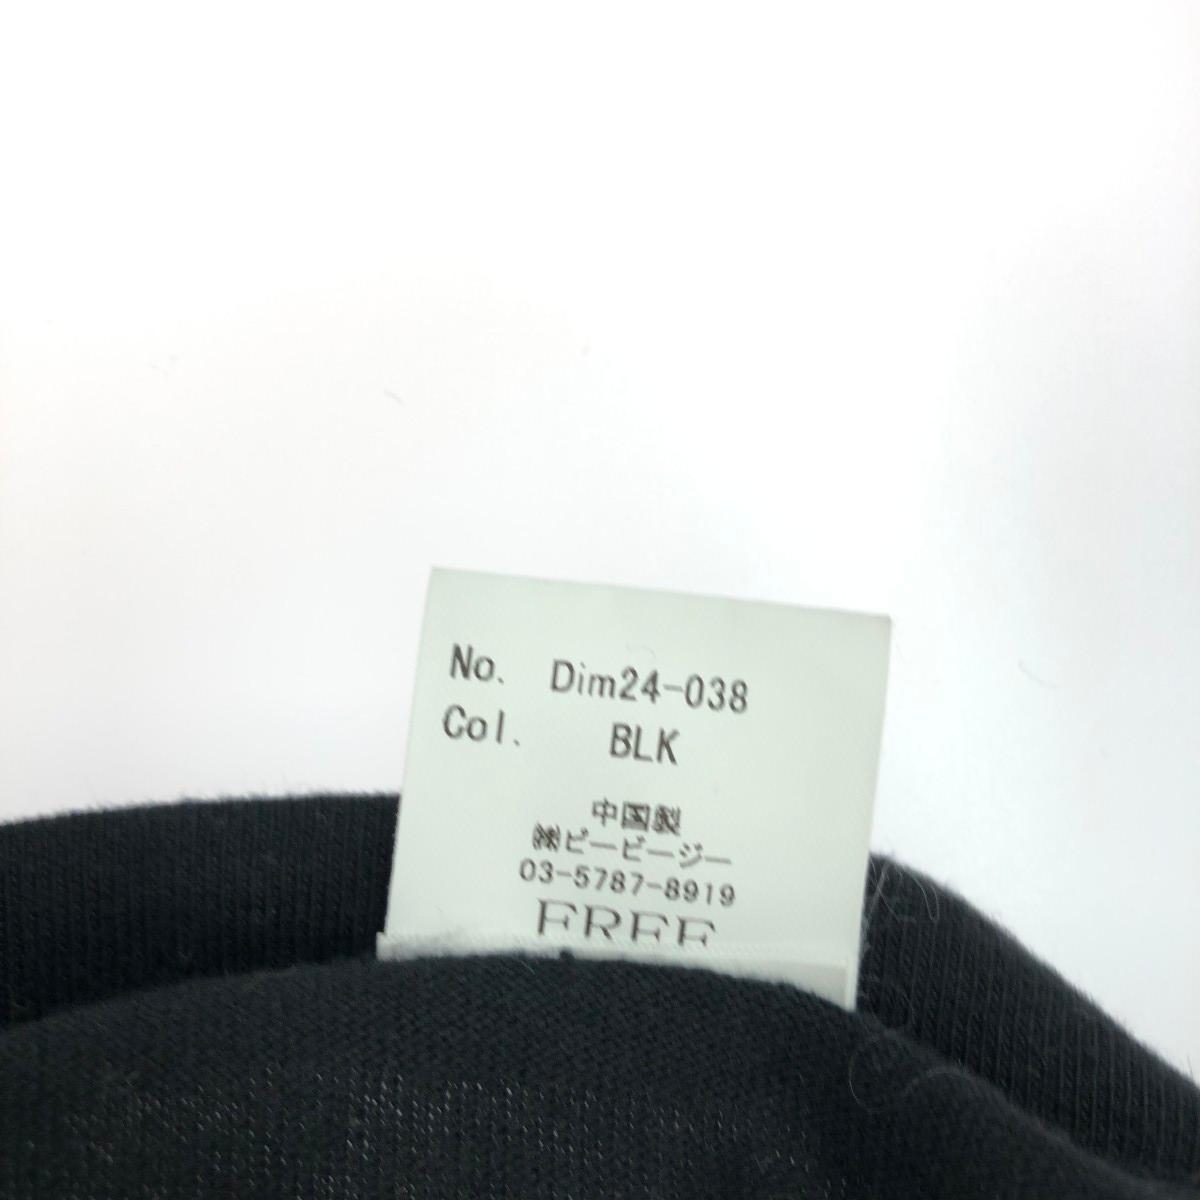 No. Dim24-038
Col. BLK
中国製
㈱ビービージー
03-5787-8919
FREE